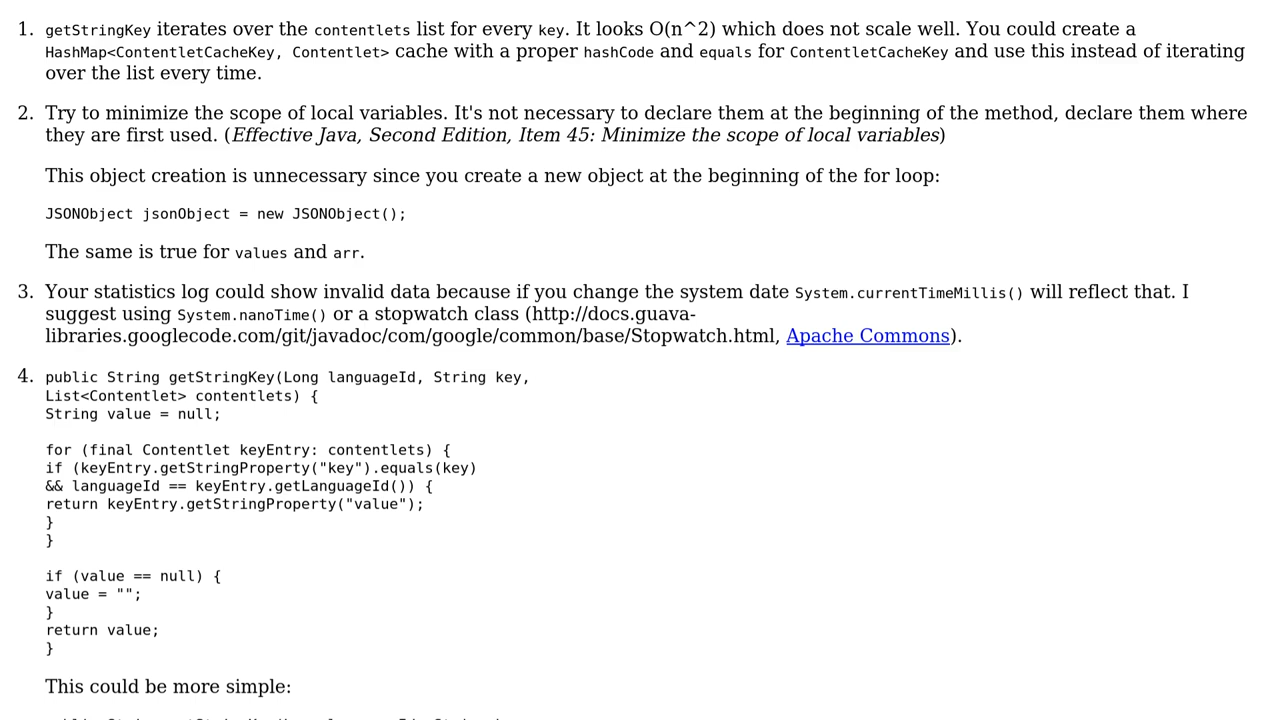 1. getStringKey iterates over the contentlets list for every key. It looks O(n^2) which does not scale well. You could create a
HashMap<ContentletCacheKey, Contentlet> cache with a proper hashCode and equals for ContentletCacheKey and use this instead of iterating
over the list every time.
2. Try to minimize the scope of local variables. It's not necessary to declare them at the beginning of the method, declare them where
they are first used. (Effective Java, Second Edition, Item 45: Minimize the scope of local variables)
This object creation is unnecessary since you create a new object at the beginning of the for loop:
JSONObject jsonObject = new JSONObject();
The same is true for values and arr.
3. Your statistics log could show invalid data because if you change the system date System.currentTimeMillis() will reflect that. I
suggest using System.nanoTime() or a stopwatch class (http://docs.guava-
libraries.googlecode.com/git/javadoc/com/google/common/base/Stopwatch.html, Apache Commons).
4. public String getStringKey(Long languageId, String key,
List<Contentlet> contentlets) {
String value = null;
for (final Contentlet keyEntry: contentlets) {
if (keyEntry.getStringProperty("key").equals(key)
&& languageId == keyEntry.getLanguageId()) {
return keyEntry.getStringProperty("value");
}
}
if (value == null) {
value = "";
}
return value;
}
This could be more simple: